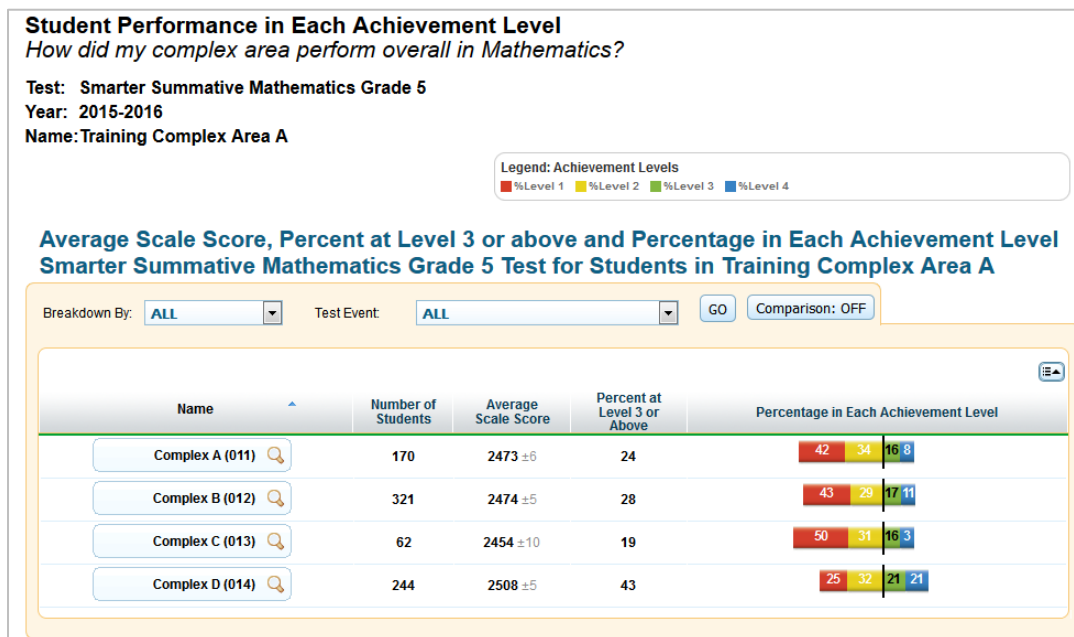 Student Performance in Each Achievement Level
How did my complex area perform overall in Mathematics?
Test: Smarter Summative Mathematics Grade 5
Year: 2015-2016
Name:Training Complex Area A
Legend: Achievement Levels
%Level 1 %Level 2 %Level 3 %Level 4
Average Scale Score, Percent at Level 3 or above and Percentage in Each Achievement Level
Smarter Summative Mathematics Grade 5 Test for Students in Training Complex Area A
Breakdown By: ALL Test Event: ALL GO Comparison: OFF
Name Number of Students Average Scale Score Percent at Level 3 or Above Percentage in Each Achievement Level
Complex A (011) 170 2473 ±6 24 42 34 16 8
Complex B (012) 321 2474 ±5 28 43 29 17 11
Complex C (013) 62 2454 ±10 19 50 31 16 3
Complex D (014) 244 2508 ±5 43 25 32 21 21